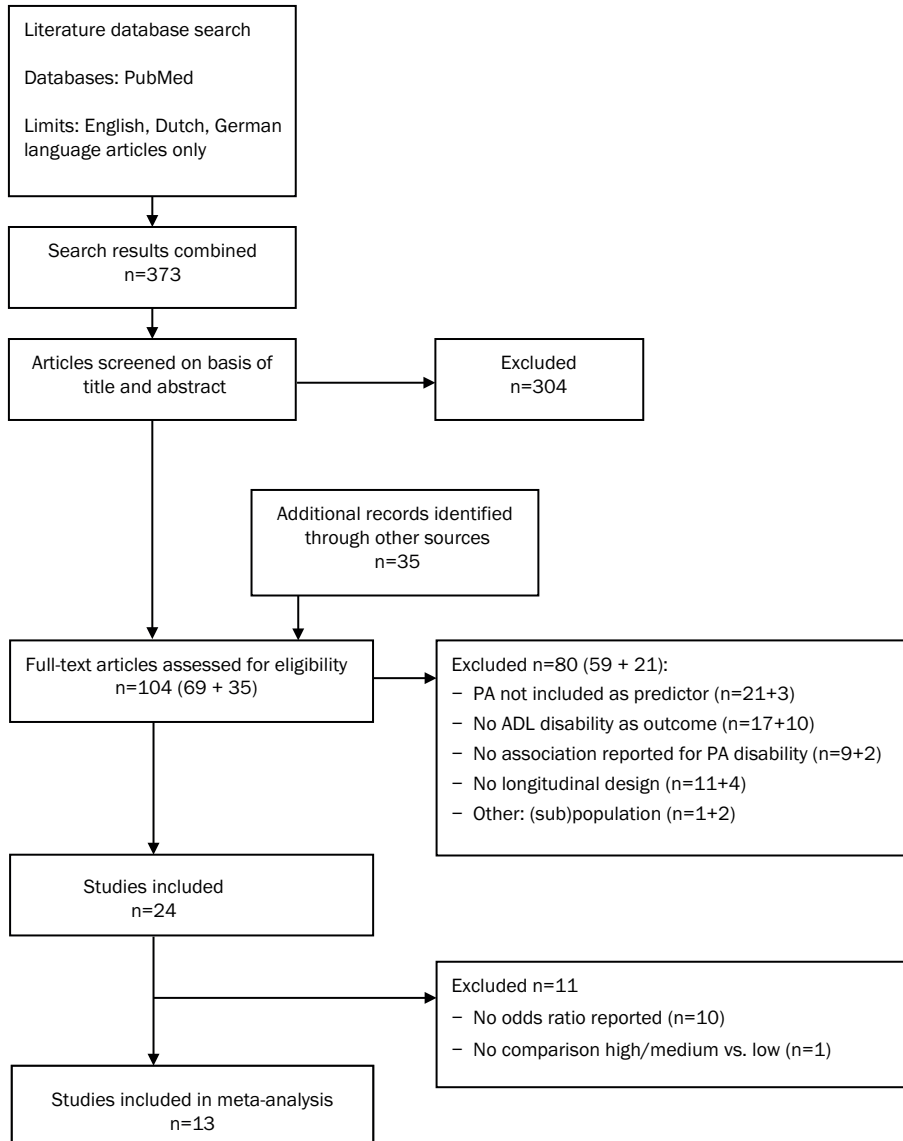 Literature database search
Databases: PubMed
Limits: English, Dutch, German
language articles only
Search results combined
n=373
Articles screened on basis of
title and abstract
Excluded
n=304
Additional records identified
through other sources
n=35
Full-text articles assessed for eligibility
n=104 (69 + 35)
Excluded n=80 (59 + 21):
− PA not included as predictor (n=21+3)
− No ADL disability as outcome (n=17+10)
− No association reported for PA disability (n=9+2)
− No longitudinal design (n=11+4)
− Other: (sub)population (n=1+2)
Studies included
n=24
Excluded n=11
− No odds ratio reported (n=10)
− No comparison high/medium vs. low (n=1)
Studies included in meta-analysis
n=13